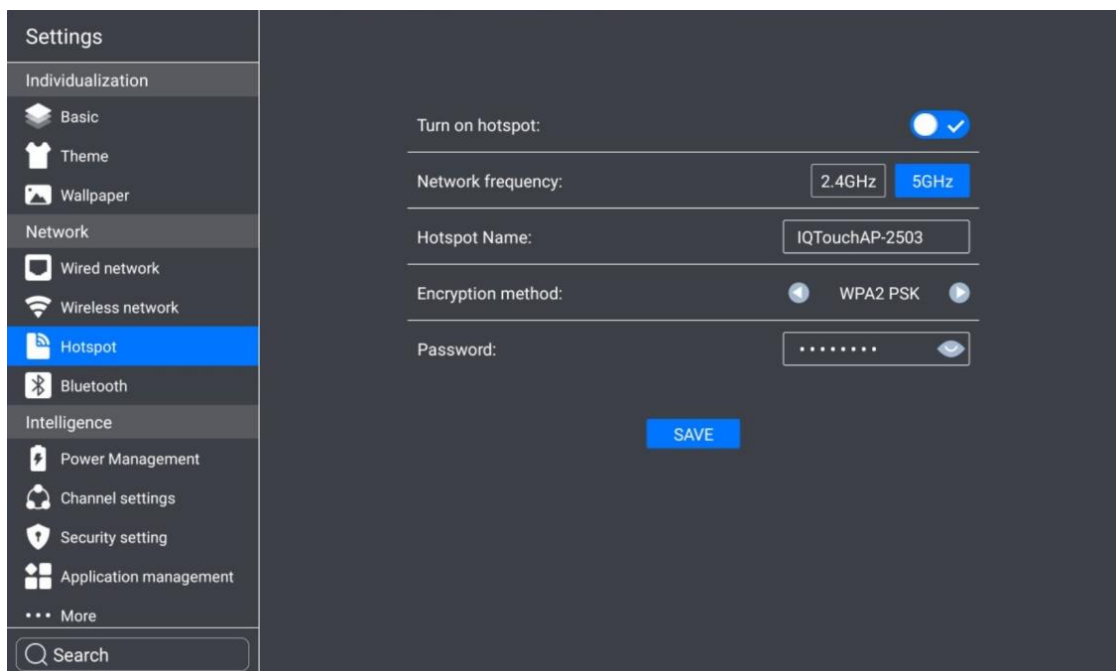 Settings
Individualization
Basic
Theme
Wallpaper
Network
Wired network
Wireless network
Hotspot
Bluetooth
Intelligence
Power Management
Channel settings
Security setting
Application management
More
Search
Turn on hotspot:
Network frequency: 2.4GHz 5GHz
Hotspot Name: IQTouchAP-2503
Encryption method: WPA2 PSK
Password: ••••••••
SAVE